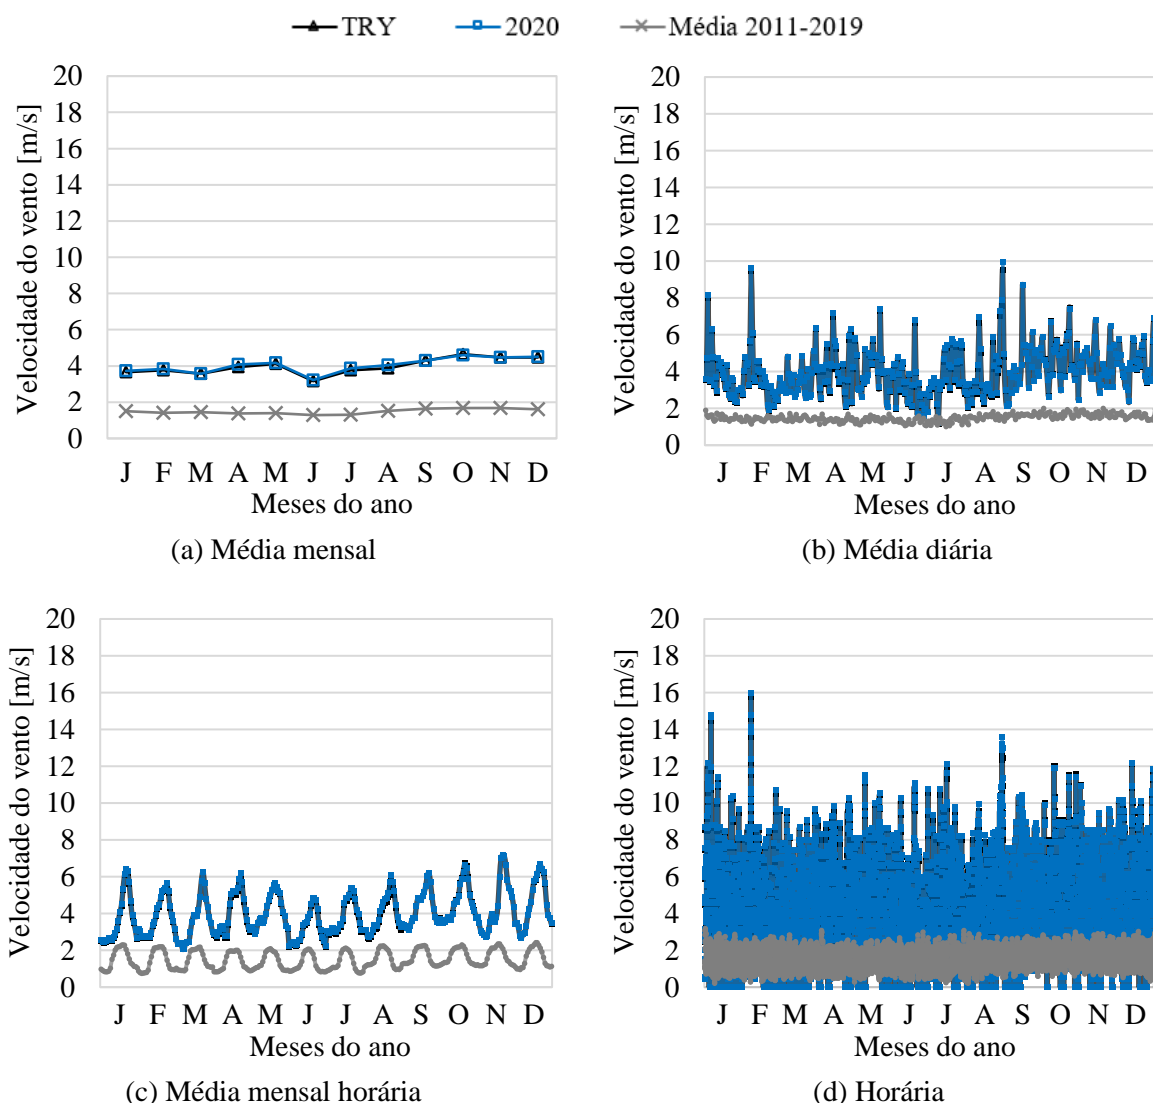 TRY 2020 Média 2011-2019
Velocidade do vento [m/s]
20
18
16
14
12
10
8
6
4
2
0
J F M A M J J A S O N D
Meses do ano
(a) Média mensal
Velocidade do vento [m/s]
20
18
16
14
12
10
8
6
4
2
0
J F M A M J J A S O N D
Meses do ano
(b) Média diária
Velocidade do vento [m/s]
20
18
16
14
12
10
8
6
4
2
0
J F M A M J J A S O N D
Meses do ano
(c) Média mensal horária
Velocidade do vento [m/s]
20
18
16
14
12
10
8
6
4
2
0
J F M A M J J A S O N D
Meses do ano
(d) Horária